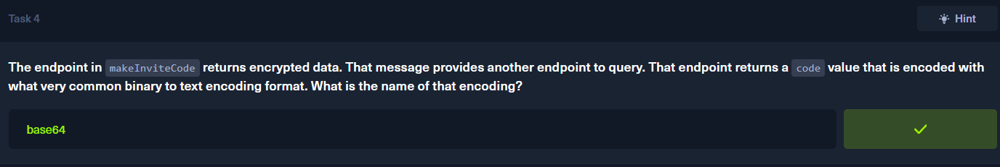 Task 4
Hint
The endpoint in makeInviteCode returns encrypted data. That message provides another endpoint to query. That endpoint returns a code value that is encoded with
what very common binary to text encoding format. What is the name of that encoding?
base64